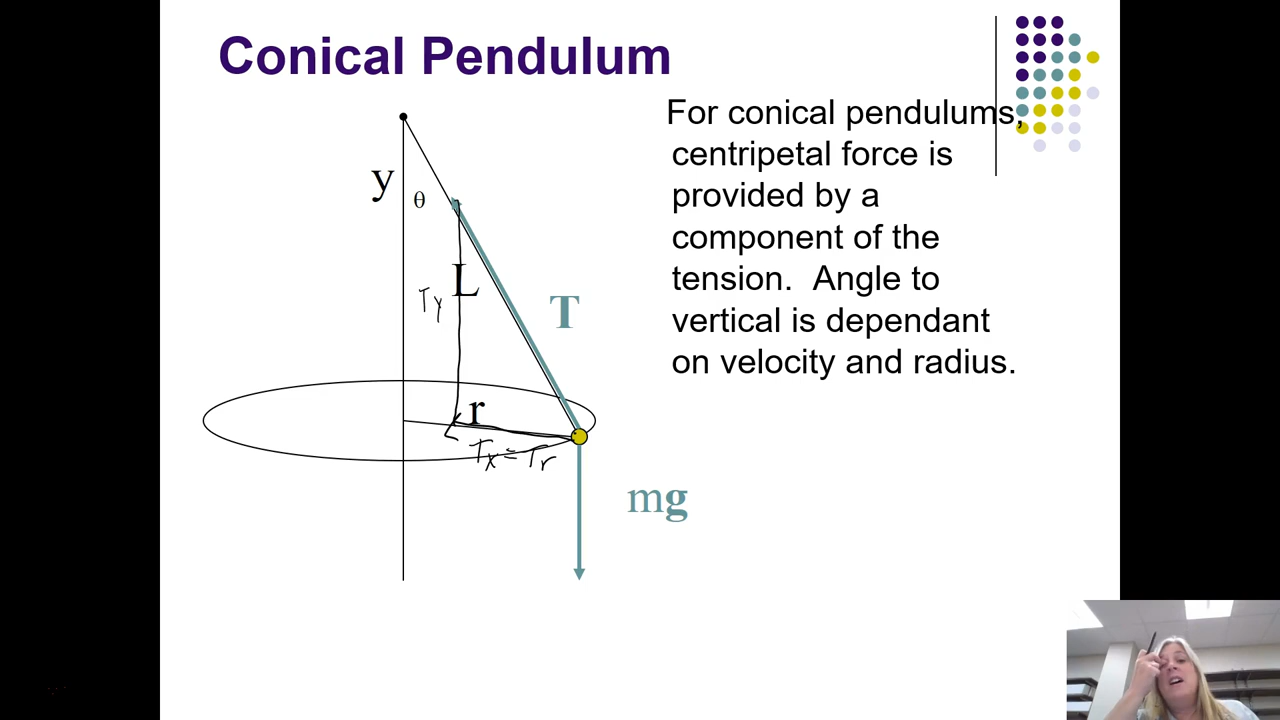 Conical Pendulum
For conical pendulums,
centripetal force is
provided by a
component of the
tension. Angle to
vertical is dependant
on velocity and radius.
y
θ
L
Ty
T
r
Tx = Tr
mg